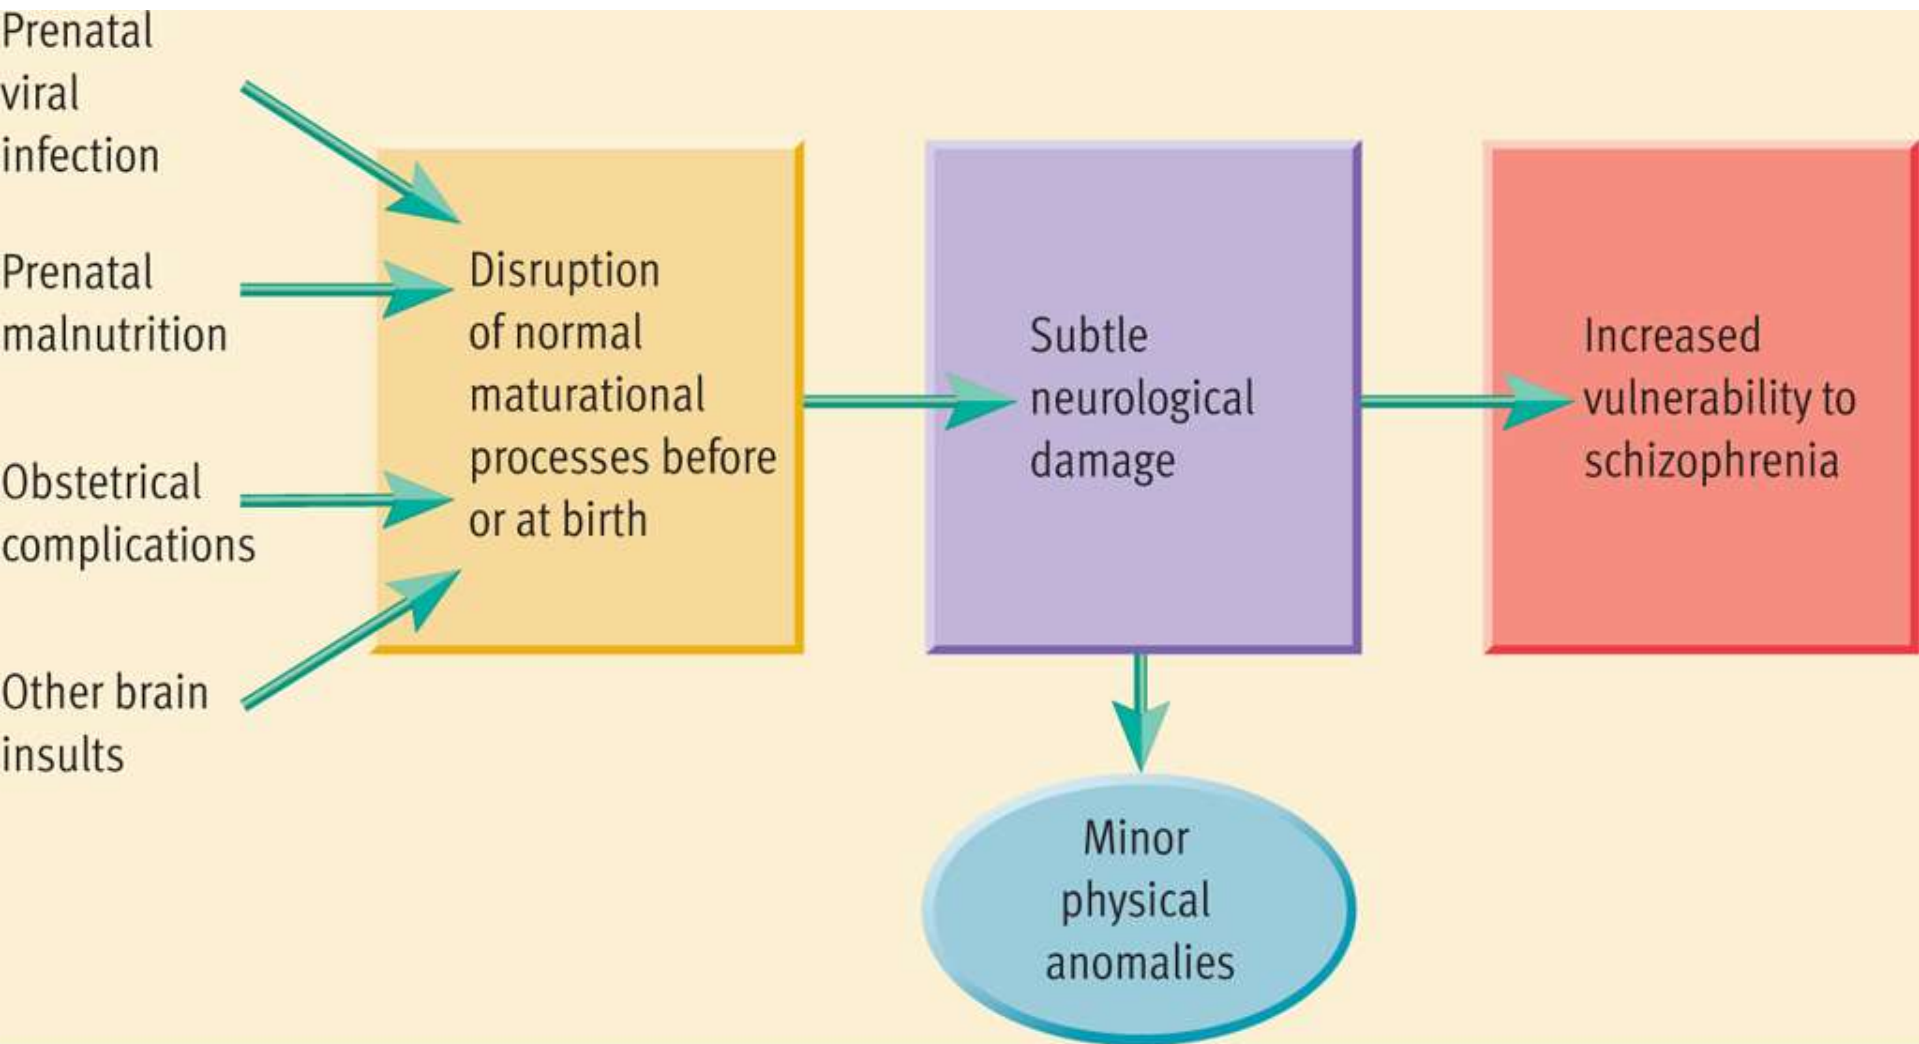 Prenatal
viral
infection
Prenatal
malnutrition
Obstetrical
complications
Other brain
insults
Disruption
of normal
maturational
processes before
or at birth
Subtle
neurological
damage
Increased
vulnerability to
schizophrenia
Minor
physical
anomalies